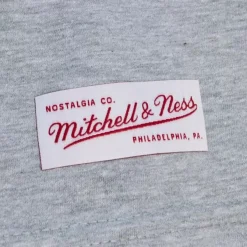 NOSTALGIA CO.
Mitchell & Ness
PHILADELPHIA, PA.